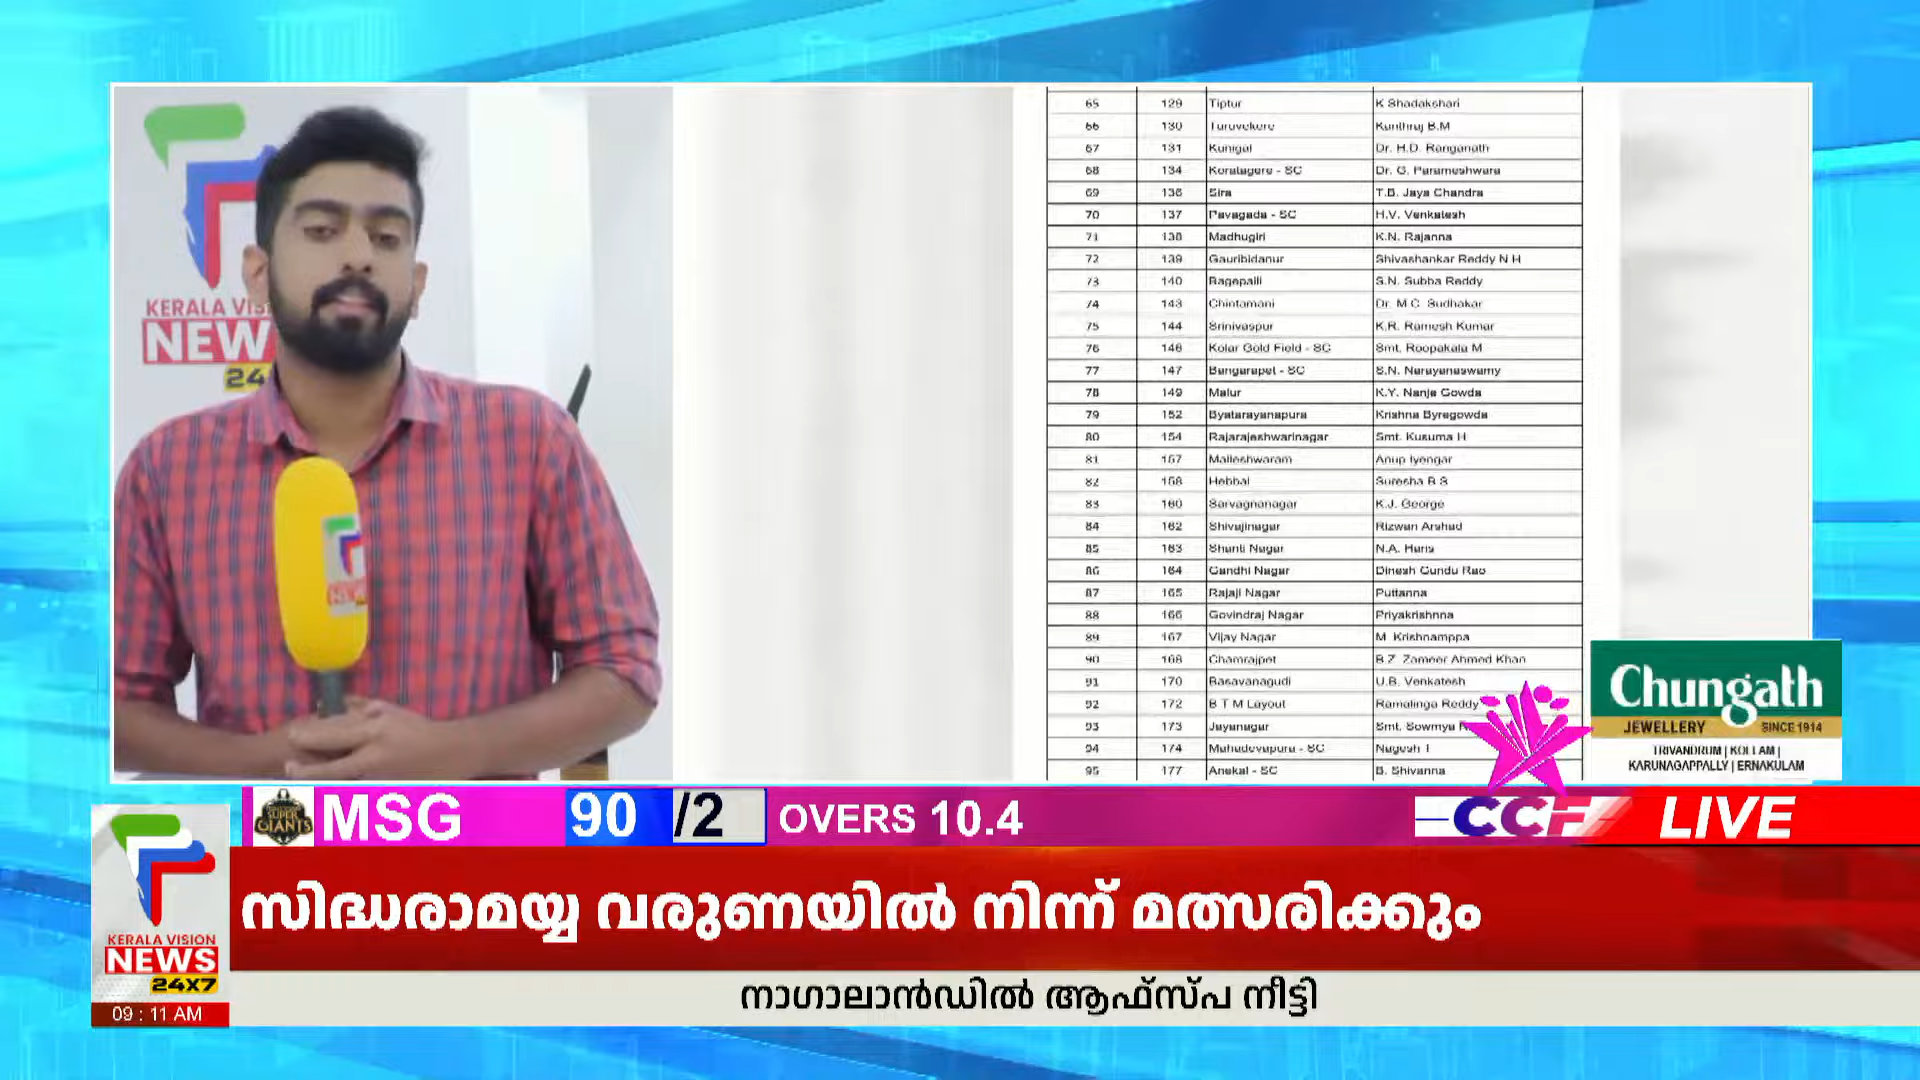 KERALA VIS
NEW
24
65 129 Tiptur K Shadakshari
66 130 Turuvekere Kanthraj B.M
67 131 Kunigal Dr. H.D. Ranganath
68 134 Koratagere - SC Dr. G. Parameshwara
69 136 Sira T.B. Jaya Chandra
70 137 Pavagada - SC H.V. Venkatesh
71 138 Madhugiri K.N. Rajanna
72 139 Gauribidanur Shivashankar Reddy N H
73 140 Bagepalli S.N. Subba Reddy
74 143 Chintamani Dr. M.C. Sudhakar
75 144 Srinivaspur K.R. Ramesh Kumar
76 146 Kolar Gold Field - SC Smt. Roopakala M
77 147 Bangarapet - SC S.N. Narayanaswamy
78 149 Malur K.Y. Nanje Gowda
79 152 Byatarayanapura Krishna Byregowda
80 154 Rajarajeshwarinagar Smt. Kusuma H
81 157 Malleshwaram Anup Iyengar
82 158 Hebbal Suresha B S
83 160 Sarvagnanagar K.J. George
84 162 Shivajinagar Rizwan Arshad
85 163 Shanti Nagar N.A. Haris
86 164 Gandhi Nagar Dinesh Gundu Rao
87 165 Rajaji Nagar Puttanna
88 166 Govindraj Nagar Priyakrishnna
89 167 Vijay Nagar M. Krishnamppa
90 168 Chamrajpet B.Z. Zameer Ahmed Khan
91 170 Basavanagudi U.B. Venkatesh
92 172 B T M Layout Ramalinga Reddy
93 173 Jayanagar Smt. Sowmya
94 174 Mahadevapura - SC Nagesh T
95 177 Anekal - SC B. Shivanna
Chungath
JEWELLERY SINCE 1914
TRIVANDRUM | KOLLAM |
KARUNAGAPPALLY | ERNAKULAM
SUPER GIANTS MSG 90 /2 OVERS 10.4 CCF LIVE
സിദ്ധരാമയ്യ വരുണയിൽ നിന്ന് മത്സരിക്കും
KERALA VISION
NEWS
24X7
നാഗാലാൻഡിൽ ആഫ്സ്പ നീട്ടി
09 : 11 AM